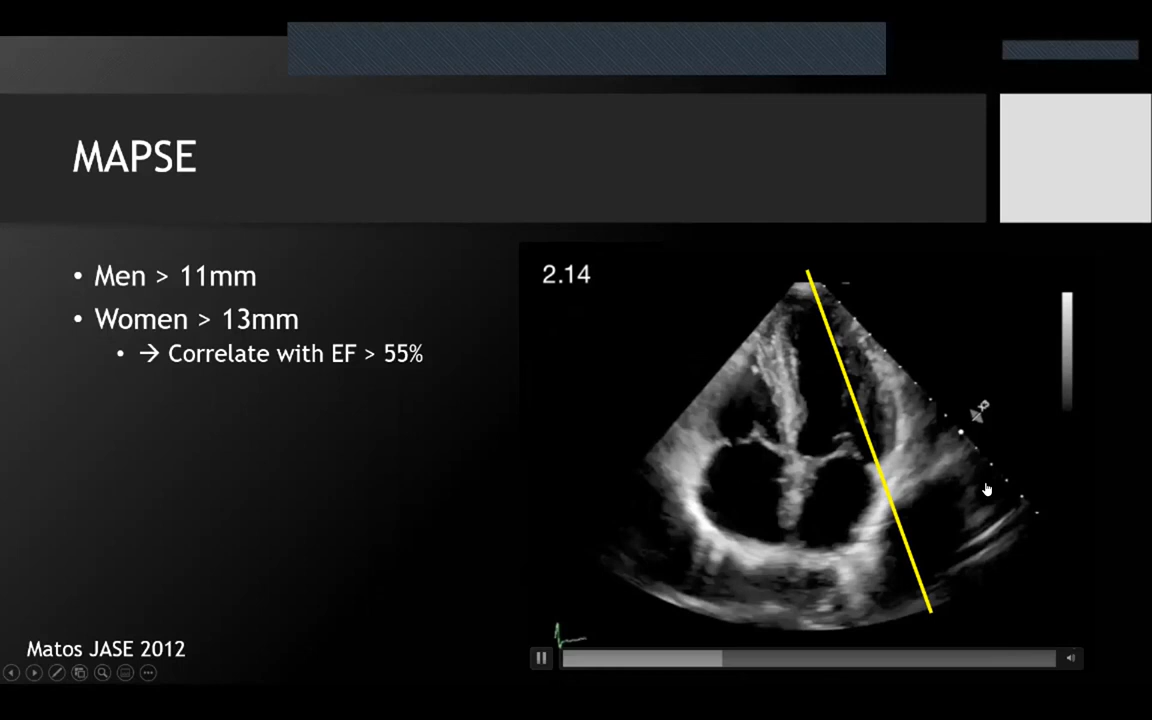 MAPSE
• Men > 11mm
• Women > 13mm
• → Correlate with EF > 55%
2.14
Matos JASE 2012